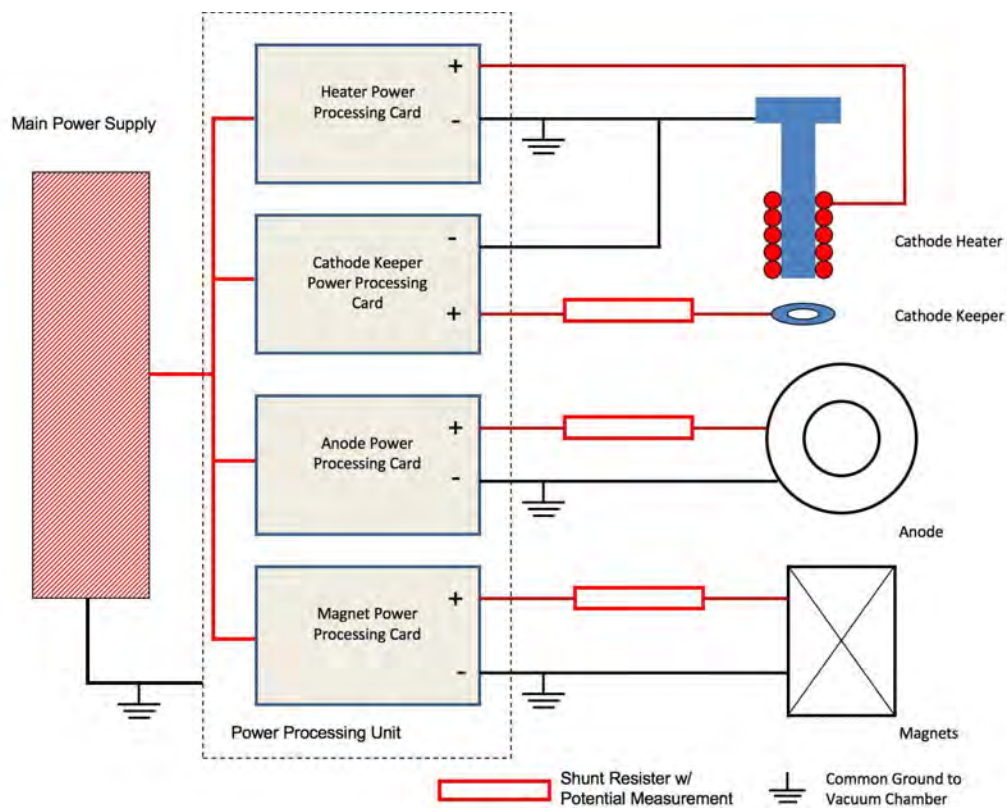 Main Power Supply
Heater Power
Processing Card
+
-
Cathode Heater
-
Cathode Keeper
Power Processing
Card
+
Cathode Keeper
Anode Power
Processing Card
+
-
Anode
Magnet Power
Processing Card
+
-
Magnets
Power Processing Unit
Shunt Resister w/
Potential Measurement
Common Ground to
Vacuum Chamber